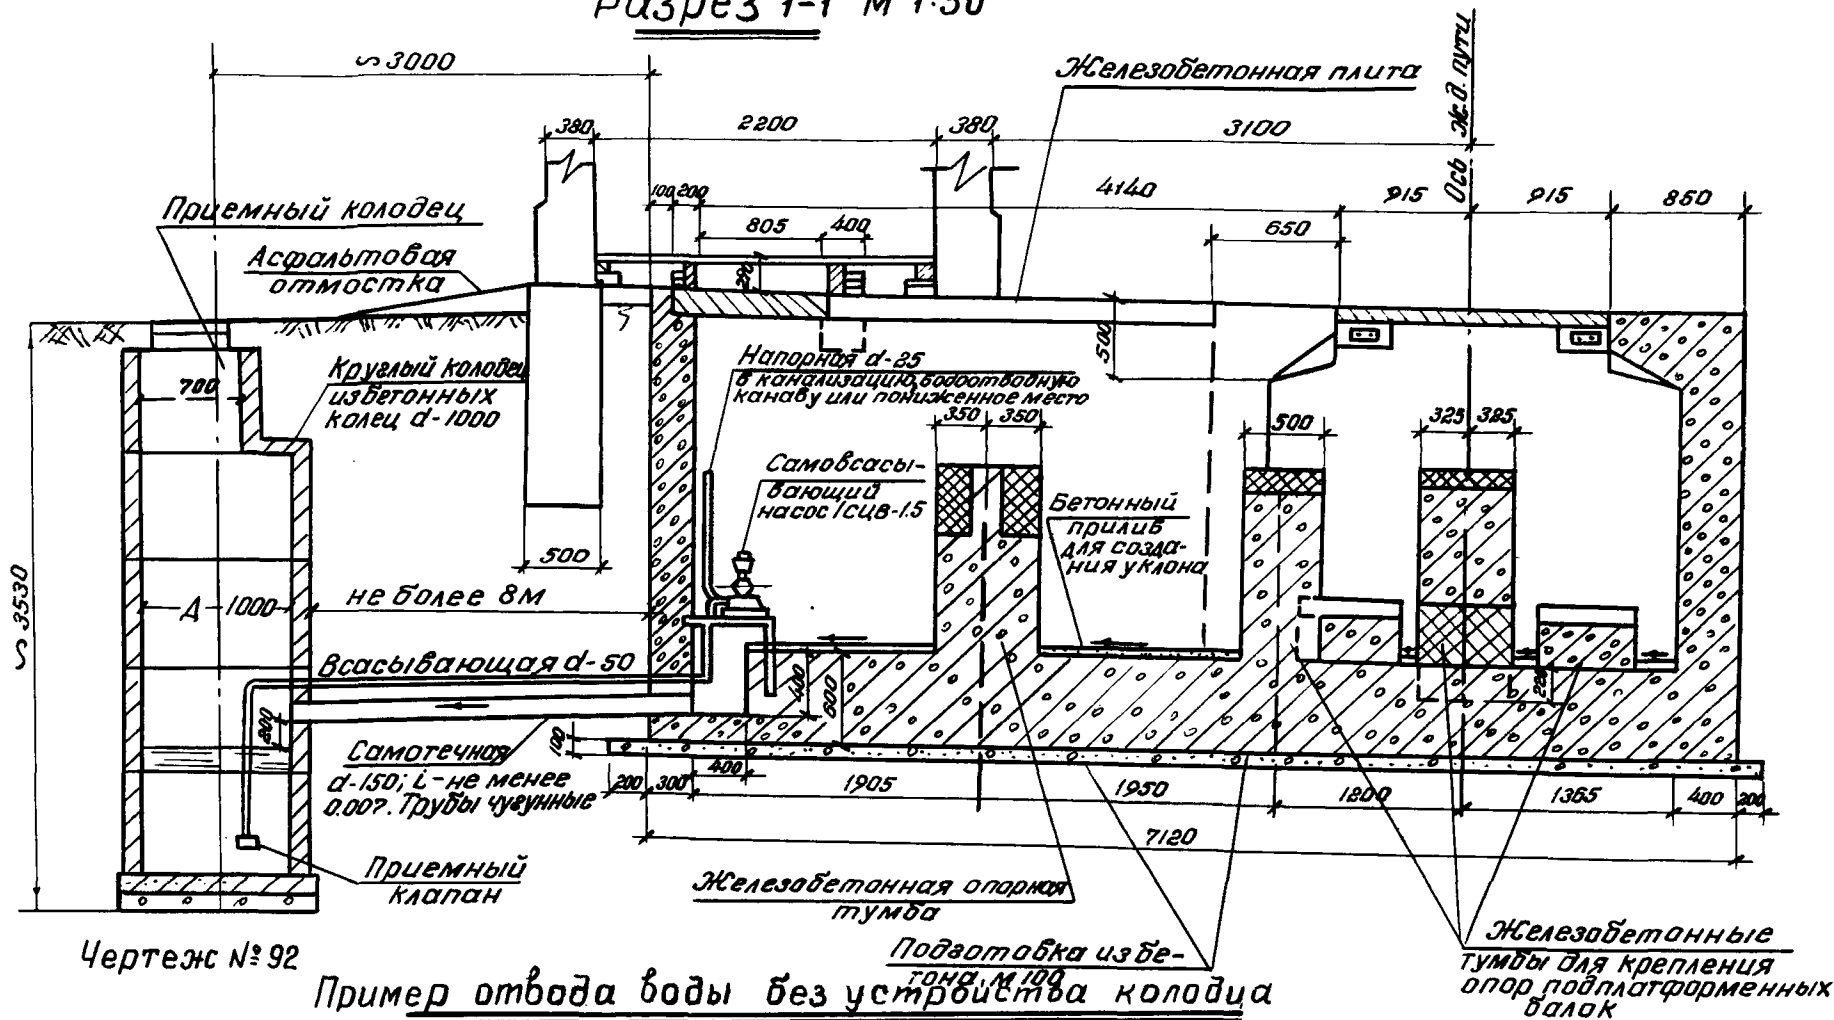 Разрез 1-1 М 1:50
∽ 3000
Железобетонная плита
Ось ж.д. пути
380
2200
380
3100
100
200
4140
915
915
850
805
400
650
290
500
Приемный колодец
Асфальтовая
отмостка
700
Круглый колодец
из бетонных
колец d-1000
Напорная d-25
в канализацию, водоотводную
канаву или пониженное место
350
350
500
325
325
Самовсасы-
вающий
насос 1сцв-1.5
Бетонный
прилив
для созда-
ния уклона
500
∽ 3530
Д-1000
не более 8м
Всасывающая d-50
400
600
220
200
100
Самотечная
d-150; i-не менее
0.007. Трубы чугунные
200
300
400
1905
1950
1200
1365
400
200
7120
Приемный
клапан
Железобетонная опорная
тумба
Подготовка из бе-
тона М 100
Железобетонные
тумбы для крепления
опор подплатформенных
балок
Чертеж №92
Пример отвода воды без устройства колодца